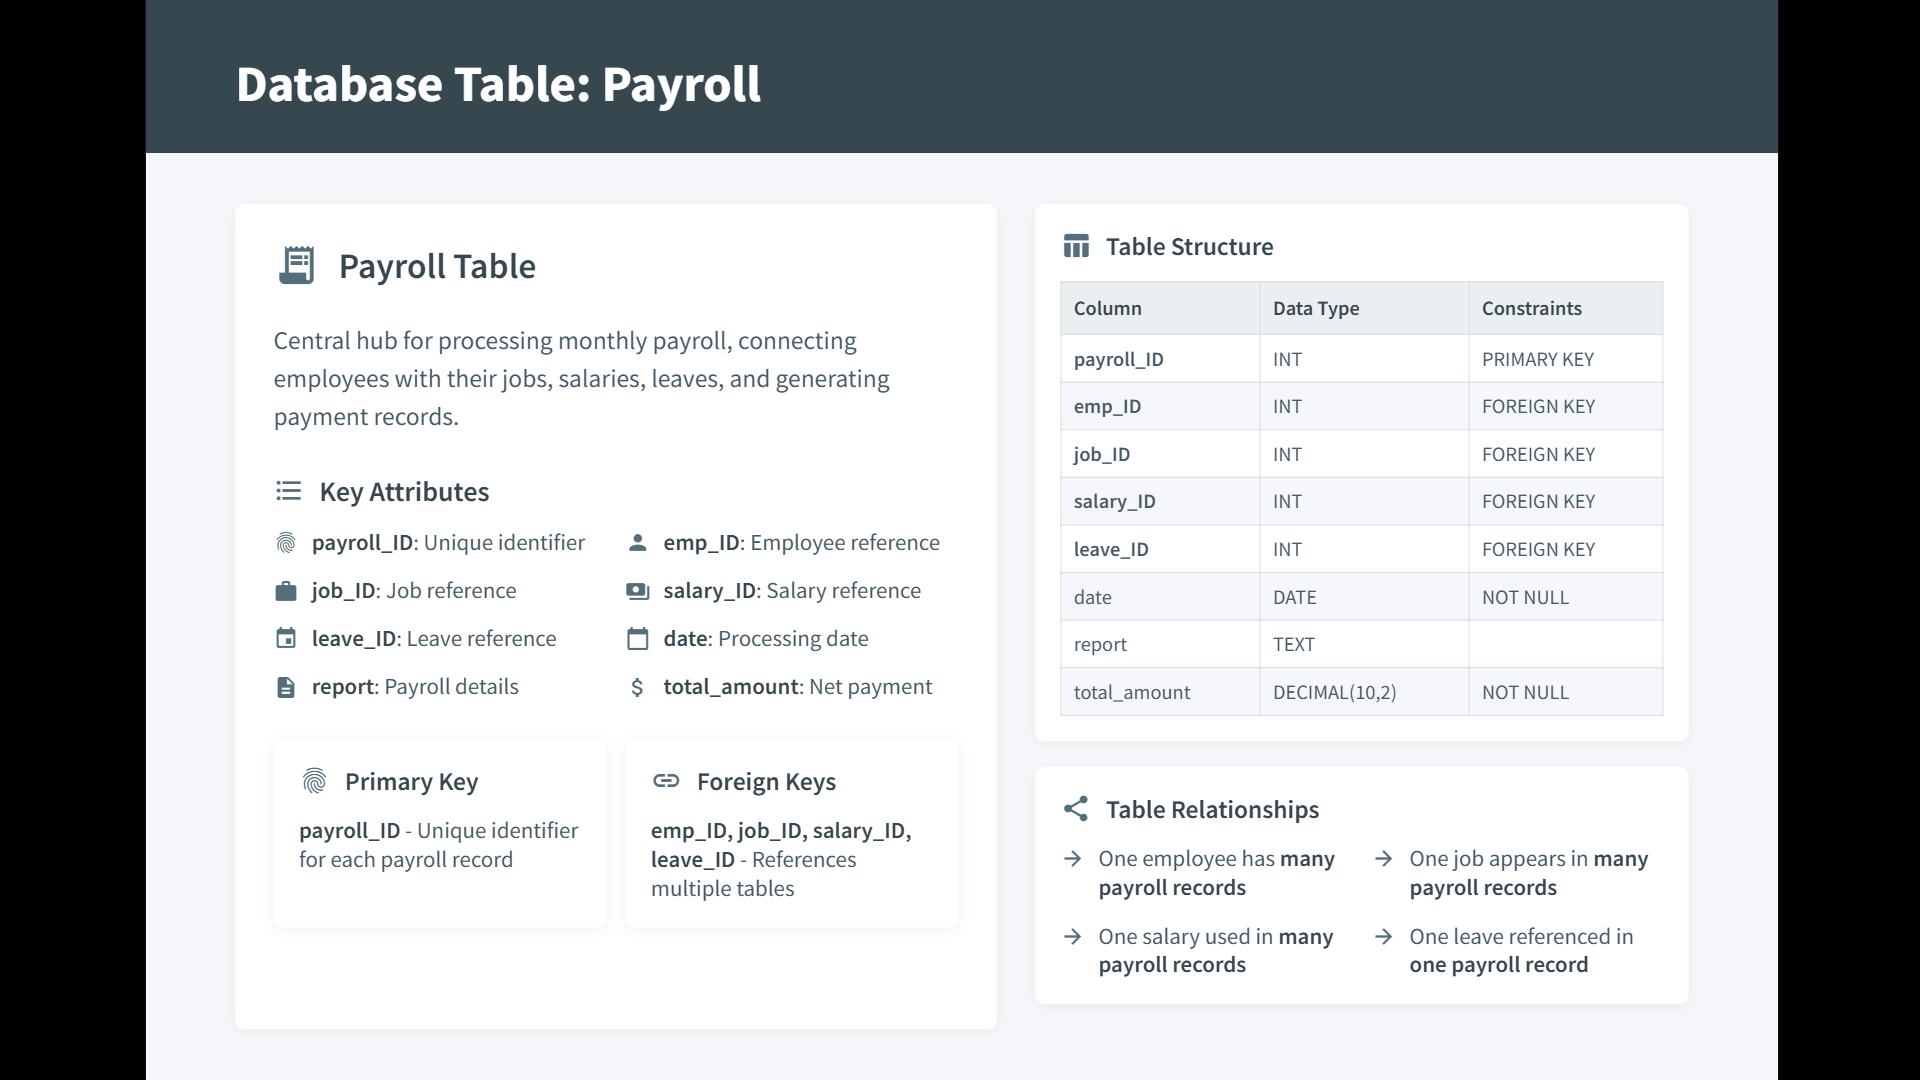 Database Table: Payroll
Payroll Table
Central hub for processing monthly payroll, connecting
employees with their jobs, salaries, leaves, and generating
payment records.
Key Attributes
payroll_ID: Unique identifier
emp_ID: Employee reference
job_ID: Job reference
salary_ID: Salary reference
leave_ID: Leave reference
date: Processing date
report: Payroll details
total_amount: Net payment
Primary Key
payroll_ID - Unique identifier
for each payroll record
Foreign Keys
emp_ID, job_ID, salary_ID,
leave_ID - References
multiple tables
Table Structure
Column Data Type Constraints
payroll_ID INT PRIMARY KEY
emp_ID INT FOREIGN KEY
job_ID INT FOREIGN KEY
salary_ID INT FOREIGN KEY
leave_ID INT FOREIGN KEY
date DATE NOT NULL
report TEXT
total_amount DECIMAL(10,2) NOT NULL
Table Relationships
One employee has many
payroll records
One job appears in many
payroll records
One salary used in many
payroll records
One leave referenced in
one payroll record